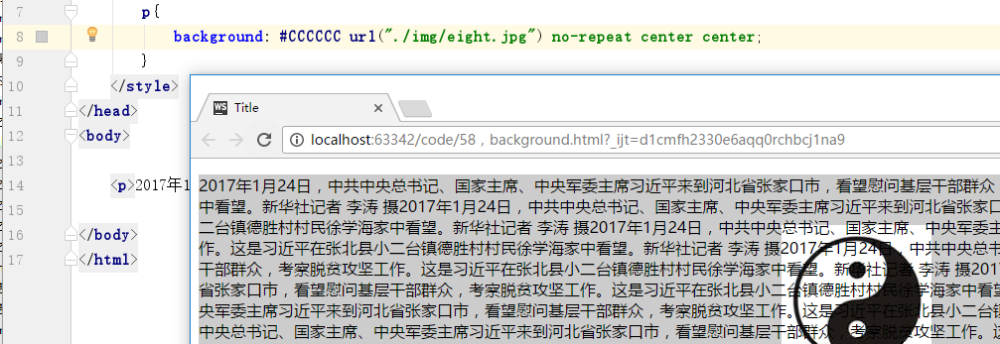 7 p{
8 background: #CCCCCC url("./img/eight.jpg") no-repeat center center;
9 }
10 </style>
11 </head>
12 <body>
13
14 <p>2017年1
15
16 </body>
17 </html>
WS Title
localhost:63342/code/58，background.html?_ijt=d1cmfh2330e6aqq0rchbcj1na9
2017年1月24日，中共中央总书记、国家主席、中央军委主席习近平来到河北省张家口市，看望慰问基层干部群众
中看望。新华社记者 李涛 摄2017年1月24日，中共中央总书记、国家主席、中央军委主席习近平来到河北省张家口
二台镇德胜村村民徐学海家中看望。新华社记者 李涛 摄2017年1月24日，中共中央总书记、国家主席、中央军委主
作。这是习近平在张北县小二台镇德胜村村民徐学海家中看望。新华社记者 李涛 摄2017年1月24日，中共中央总书
干部群众，考察脱贫攻坚工作。这是习近平在张北县小二台镇德胜村村民徐学海家中看望。新华社记者 李涛 摄201
省张家口市，看望慰问基层干部群众，考察脱贫攻坚工作。这是习近平在张北县小二台镇德胜村村民徐学海家中看望
央军委主席习近平来到河北省张家口市，看望慰问基层干部群众，考察脱贫攻坚工作。这是习近平在张北县小二台镇
中央总书记、国家主席、中央军委主席习近平来到河北省张家口市，看望慰问基层干部群众，考察脱贫攻坚工作。这